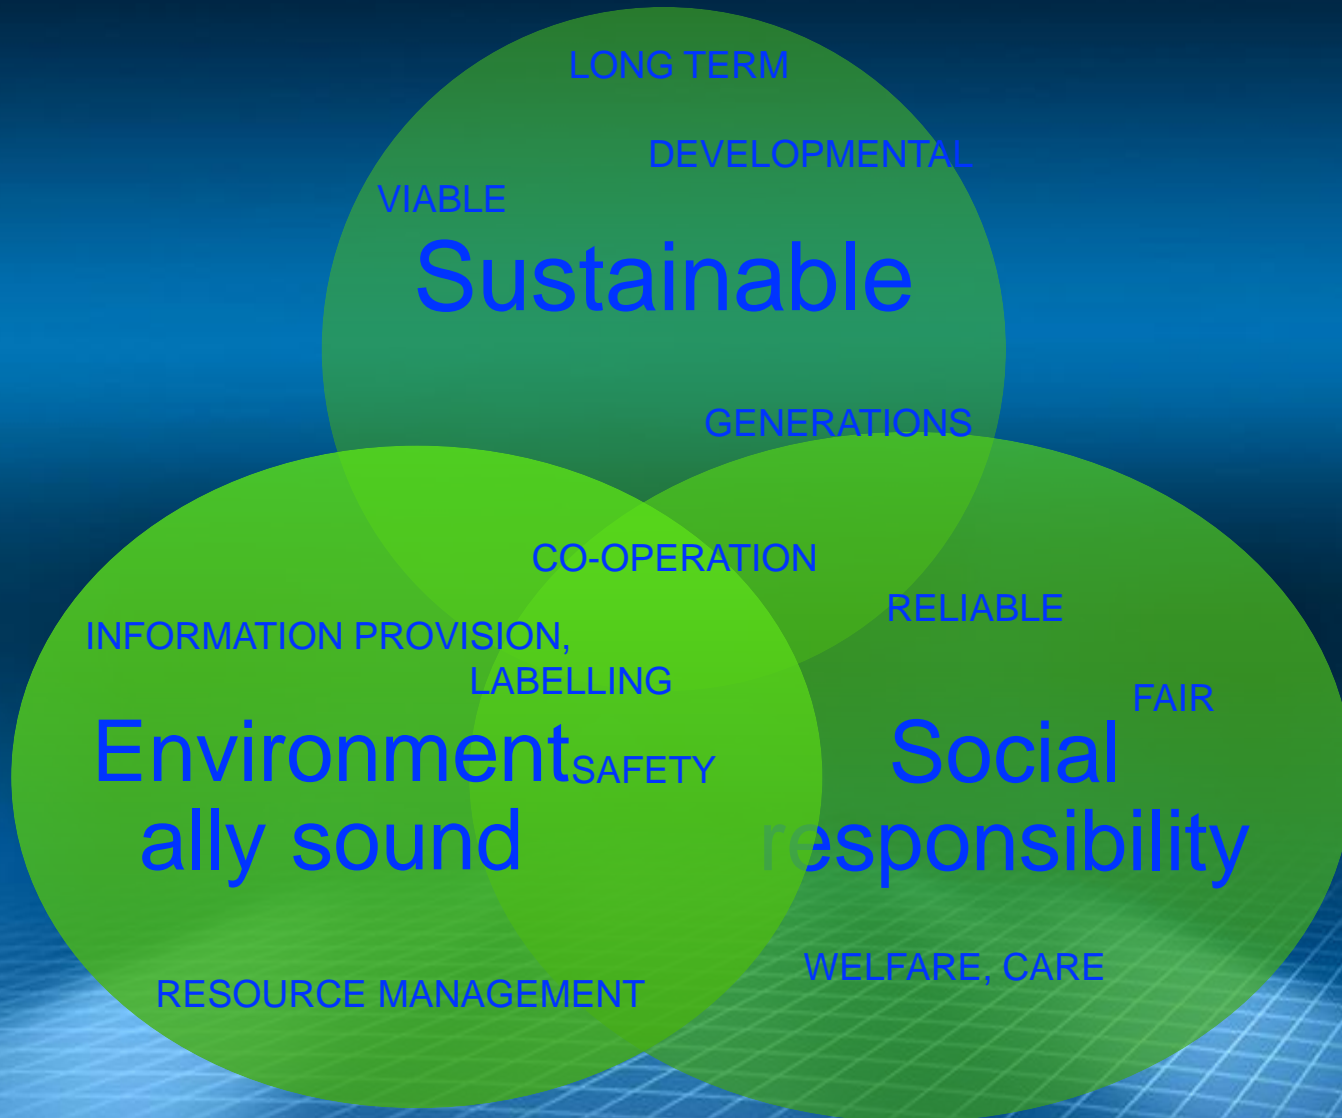 LONG TERM
DEVELOPMENTAL
VIABLE
Sustainable
GENERATIONS
CO-OPERATION
RELIABLE
INFORMATION PROVISION,
LABELLING
FAIR
Environment
ally sound
SAFETY
Social
responsibility
WELFARE, CARE
RESOURCE MANAGEMENT